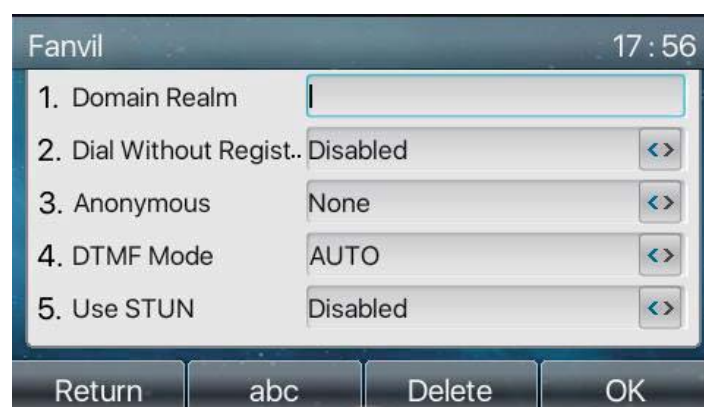 Fanvil 17 : 56
1. Domain Realm
2. Dial Without Regist.. Disabled <>
3. Anonymous None <>
4. DTMF Mode AUTO <>
5. Use STUN Disabled <>
Return abc Delete OK